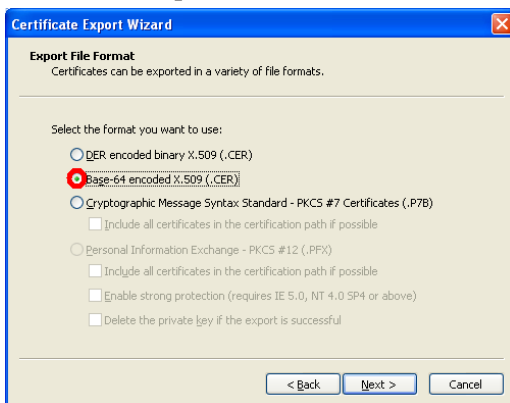 Certificate Export Wizard
Export File Format
Certificates can be exported in a variety of file formats.
Select the format you want to use:
DER encoded binary X.509 (.CER)
Base-64 encoded X.509 (.CER)
Cryptographic Message Syntax Standard - PKCS #7 Certificates (.P7B)
Include all certificates in the certification path if possible
Personal Information Exchange - PKCS #12 (.PFX)
Include all certificates in the certification path if possible
Enable strong protection (requires IE 5.0, NT 4.0 SP4 or above)
Delete the private key if the export is successful
< Back Next > Cancel